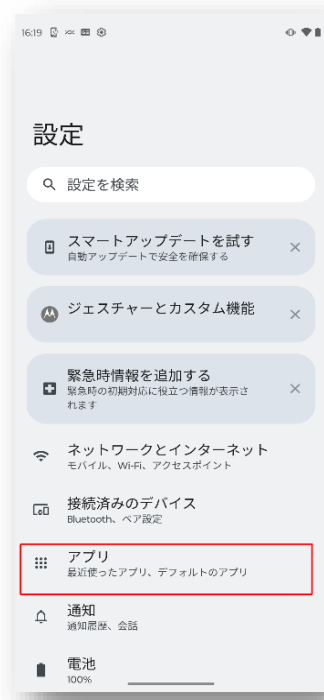 16:19
設定
設定を検索
スマートアップデートを試す
自動アップデートで安全を確保する
ジェスチャーとカスタム機能
緊急時情報を追加する
緊急時の初期対応に役立つ情報が表示さ
れます
ネットワークとインターネット
モバイル、Wi-Fi、アクセスポイント
接続済みのデバイス
Bluetooth、ペア設定
アプリ
最近使ったアプリ、デフォルトのアプリ
通知
通知履歴、会話
電池
100%